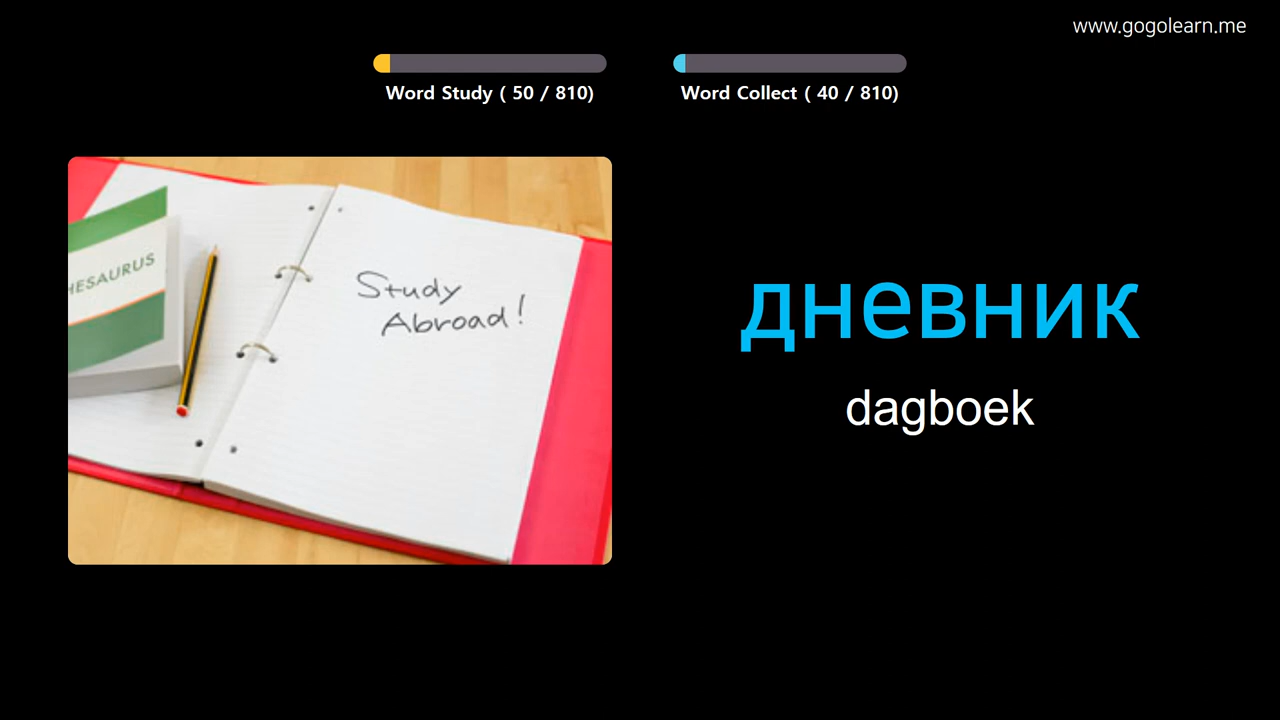 www.gogolearn.me
Word Study ( 50 / 810)
Word Collect ( 40 / 810)
HESAURUS
Study
Abroad!
дневник
dagboek